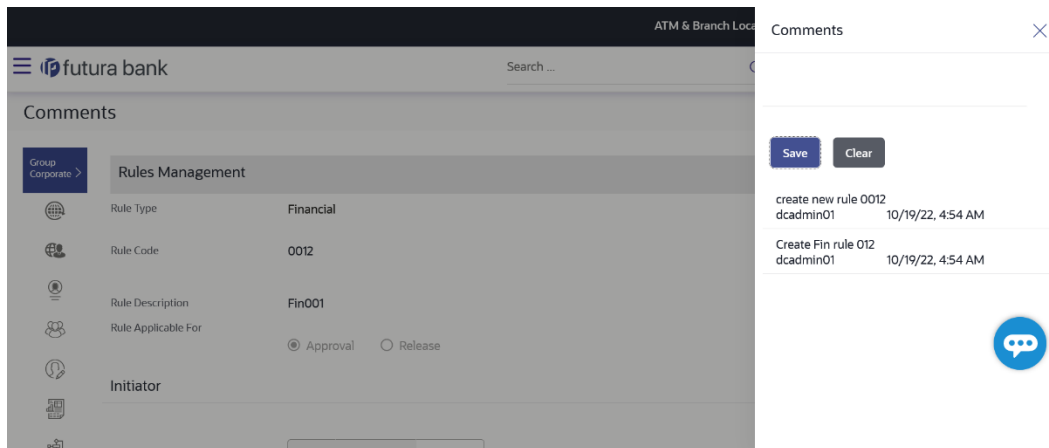 ATM & Branch Loca
futura bank
Search ...
Comments
Group
Corporate >
Rules Management
Rule Type Financial
Rule Code 0012
Rule Description Fin001
Rule Applicable For
Approval Release
Initiator
Comments
Save Clear
create new rule 0012
dcadmin01 10/19/22, 4:54 AM
Create Fin rule 012
dcadmin01 10/19/22, 4:54 AM